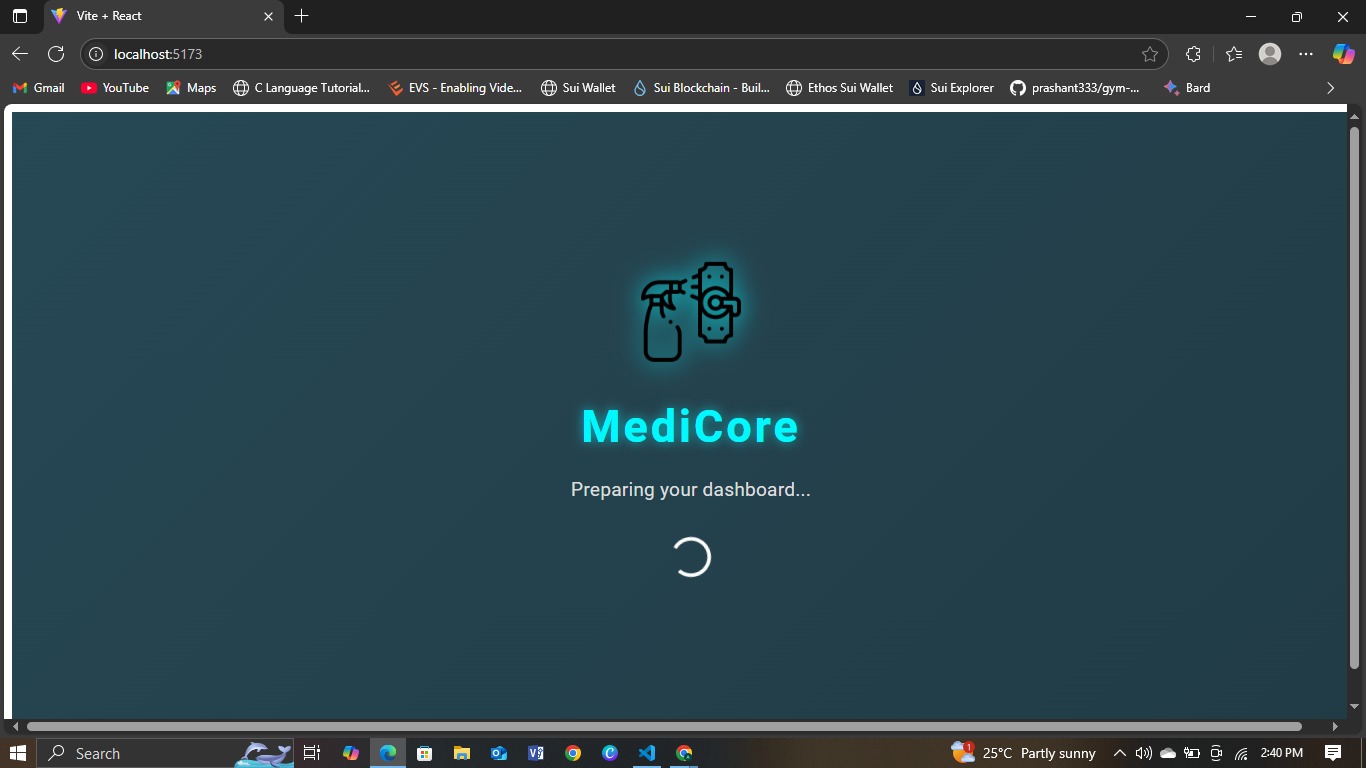 Vite + React
localhost:5173
Gmail YouTube Maps C Language Tutorial... EVS - Enabling Vide... Sui Wallet Sui Blockchain - Buil... Ethos Sui Wallet Sui Explorer prashant333/gym-... Bard
MediCore
Preparing your dashboard...
Search 1 25°C Partly sunny 2:40 PM